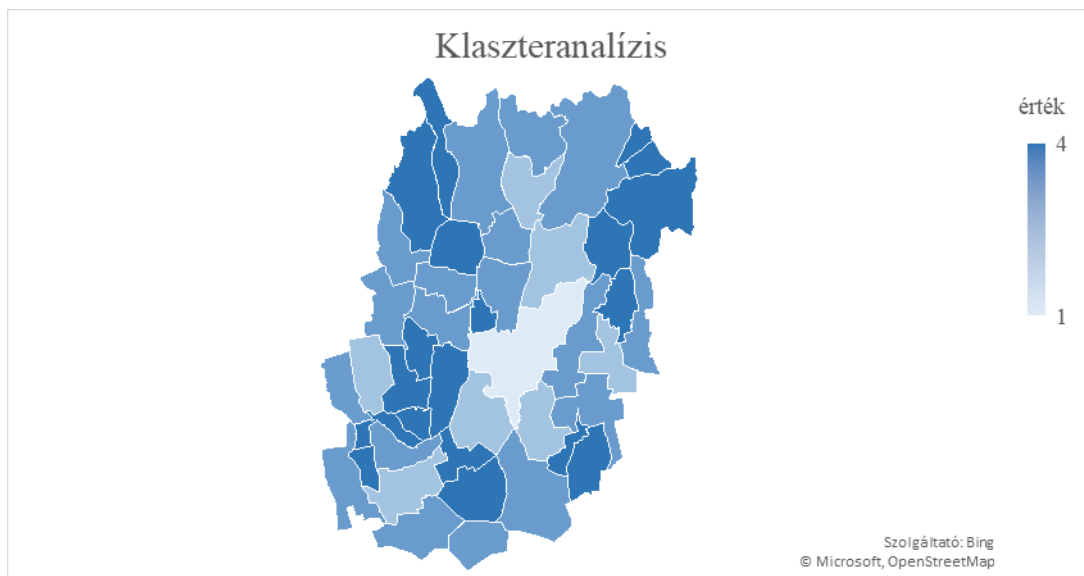 Klaszteranalízis
érték
4
1
Szolgáltató: Bing
© Microsoft, OpenStreetMap